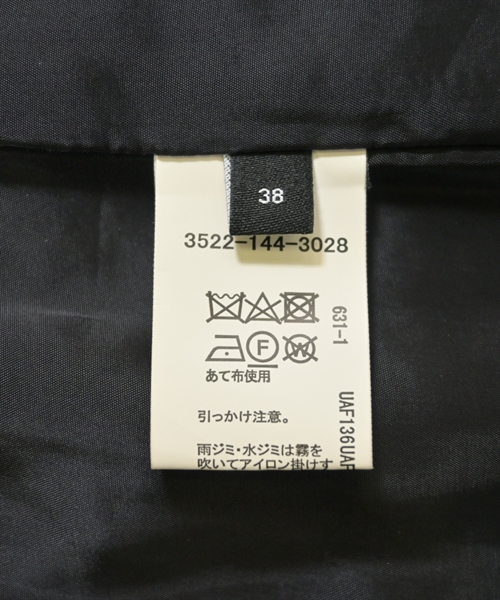 38
3522-144-3028
あて布使用
引っかけ注意。
雨ジミ・水ジミは霧を
吹いてアイロン掛けす
631-1
UAF136UAF